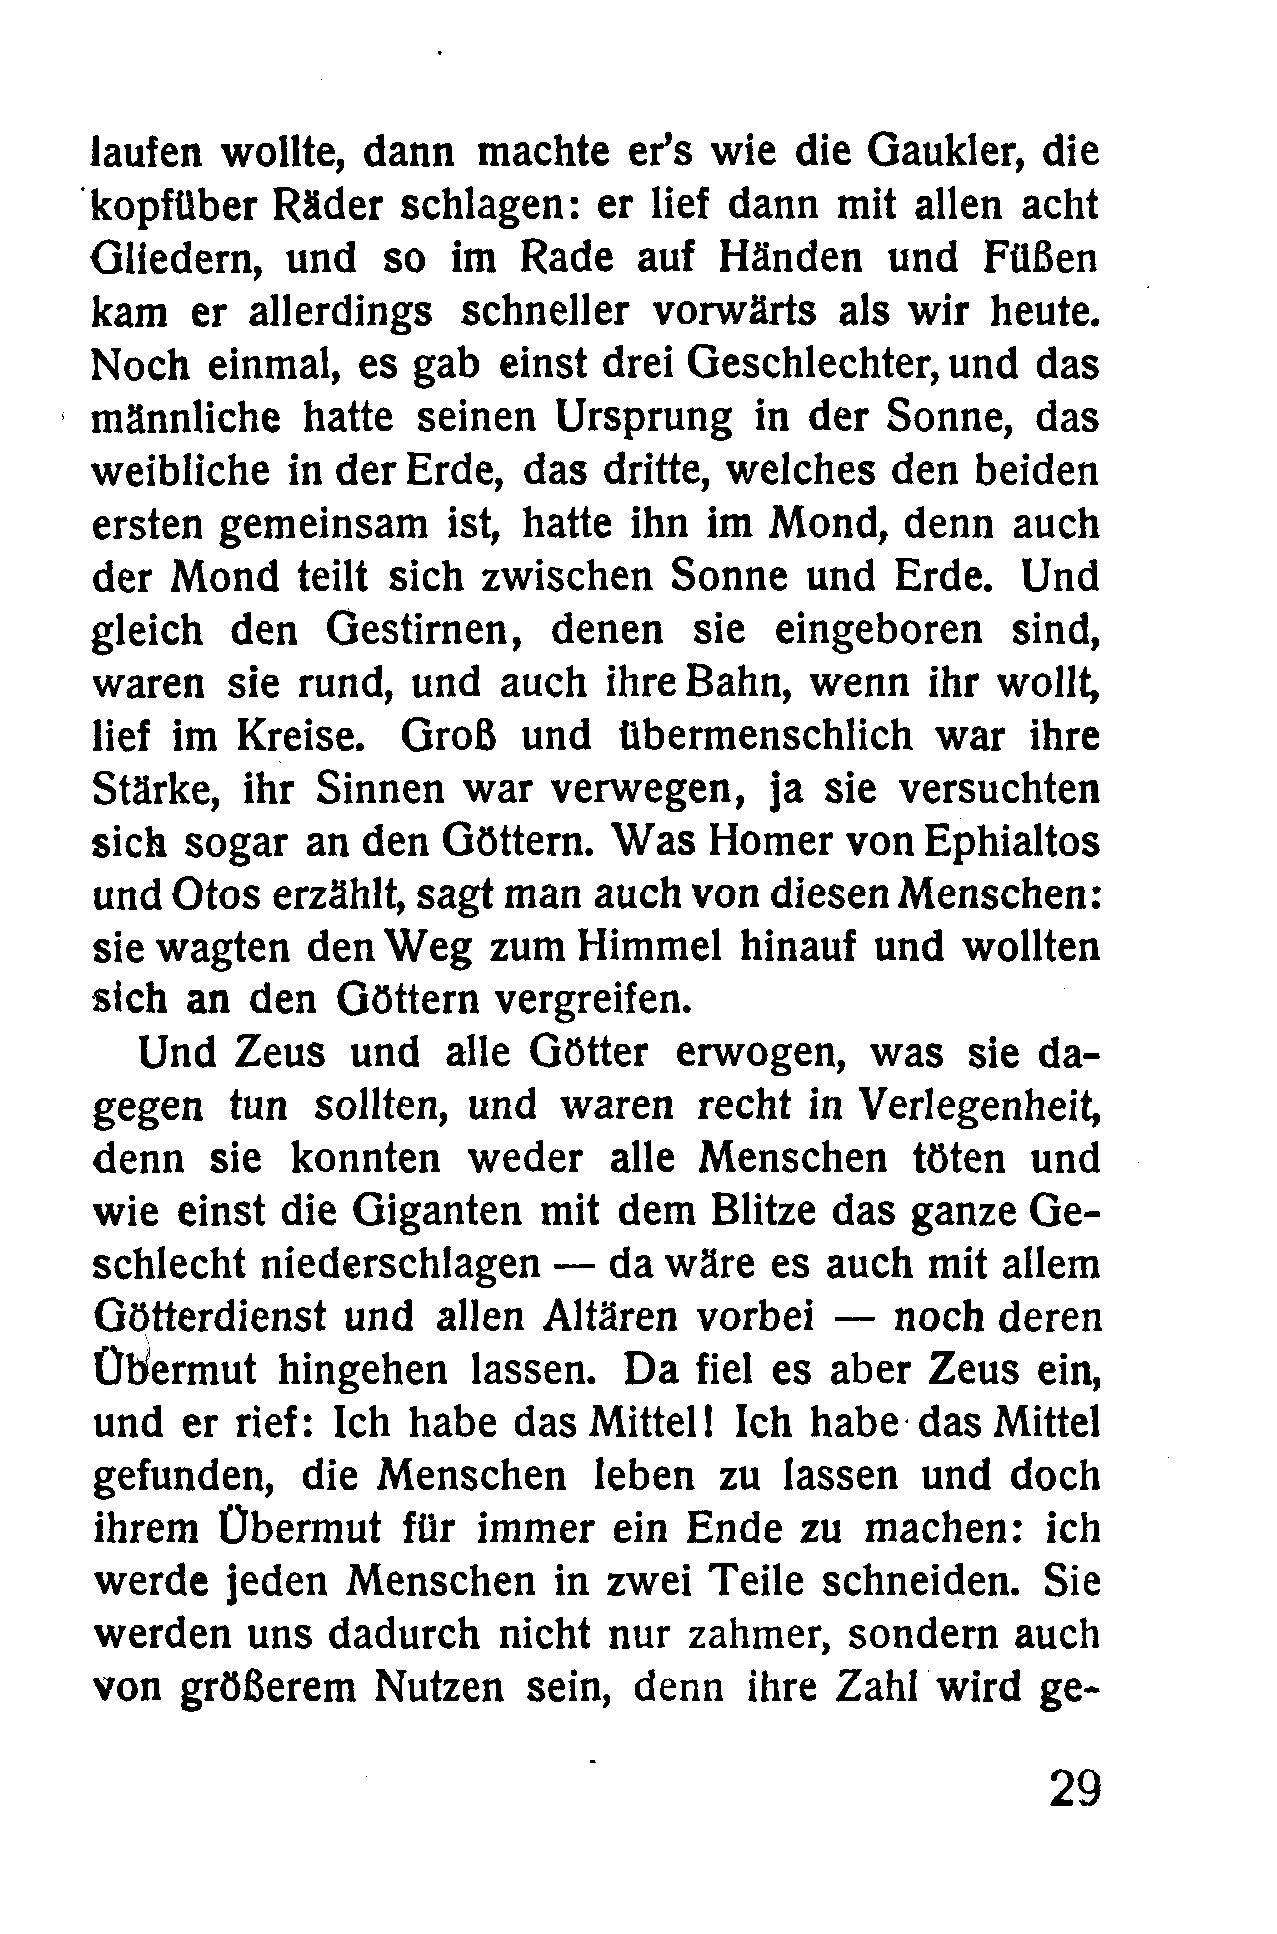 laufen wollte, dann machte er's wie die Gaukler, die
kopfüber Räder schlagen: er lief dann mit allen acht
Gliedern, und so im Rade auf Händen und Füßen
kam er allerdings schneller vorwärts als wir heute.
Noch einmal, es gab einst drei Geschlechter, und das
männliche hatte seinen Ursprung in der Sonne, das
weibliche in der Erde, das dritte, welches den beiden
ersten gemeinsam ist, hatte ihn im Mond, denn auch
der Mond teilt sich zwischen Sonne und Erde. Und
gleich den Gestirnen, denen sie eingeboren sind,
waren sie rund, und auch ihre Bahn, wenn ihr wollt,
lief im Kreise. Groß und übermenschlich war ihre
Stärke, ihr Sinnen war verwegen, ja sie versuchten
sich sogar an den Göttern. Was Homer von Ephialtos
und Otos erzählt, sagt man auch von diesen Menschen:
sie wagten den Weg zum Himmel hinauf und wollten
sich an den Göttern vergreifen.
Und Zeus und alle Götter erwogen, was sie da-
gegen tun sollten, und waren recht in Verlegenheit,
denn sie konnten weder alle Menschen töten und
wie einst die Giganten mit dem Blitze das ganze Ge-
schlecht niederschlagen — da wäre es auch mit allem
Götterdienst und allen Altären vorbei — noch deren
Übermut hingehen lassen. Da fiel es aber Zeus ein,
und er rief: Ich habe das Mittel! Ich habe das Mittel
gefunden, die Menschen leben zu lassen und doch
ihrem Übermut für immer ein Ende zu machen: ich
werde jeden Menschen in zwei Teile schneiden. Sie
werden uns dadurch nicht nur zahmer, sondern auch
von größerem Nutzen sein, denn ihre Zahl wird ge-
29